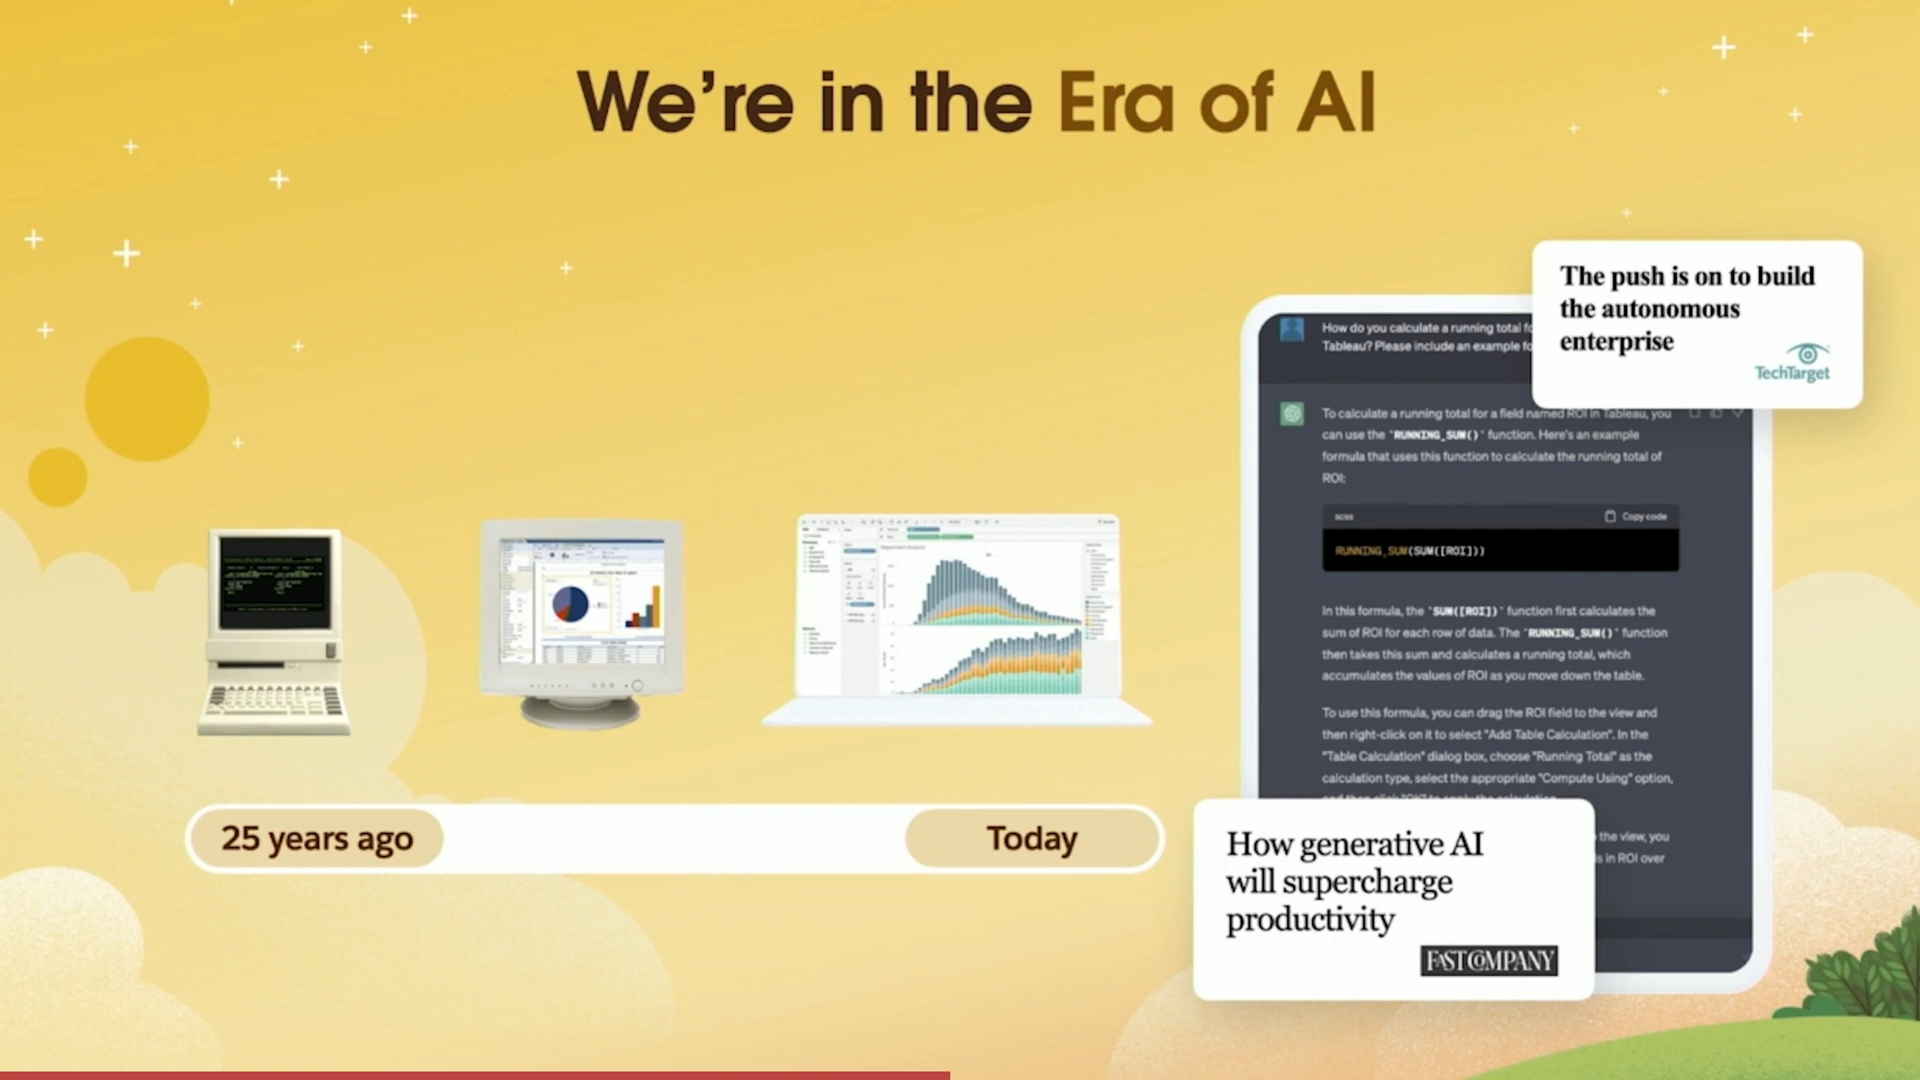 We're in the Era of AI
The push is on to build
the autonomous
enterprise
TechTarget
How do you calculate a running total
Tableau? Please include an example
To calculate a running total for a field named ROI in Tableau, you
can use the `RUNNING_SUM()` function. Here's an example
formula that uses this function to calculate the running total of
ROI:
scss
Copy code
RUNNING_SUM(SUM([ROI]))
In this formula, the `SUM([ROI])` function first calculates the
sum of ROI for each row of data. The `RUNNING_SUM()` function
then takes this sum and calculates a running total, which
accumulates the values of ROI as you move down the table.
To use this formula, you can drag the ROI field to the view and
then right-click on it to select "Add Table Calculation". In the
"Table Calculation" dialog box, choose "Running Total" as the
calculation type, select the appropriate "Compute Using" option,
the view, you
in ROI over
25 years ago
Today
How generative AI
will supercharge
productivity
FAST COMPANY